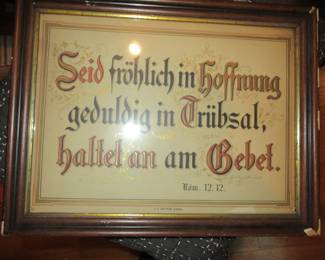 Seid fröhlich in Hoffnung
geduldig in Trübsal,
haltet an am Gebet.
Röm. 12. 12.